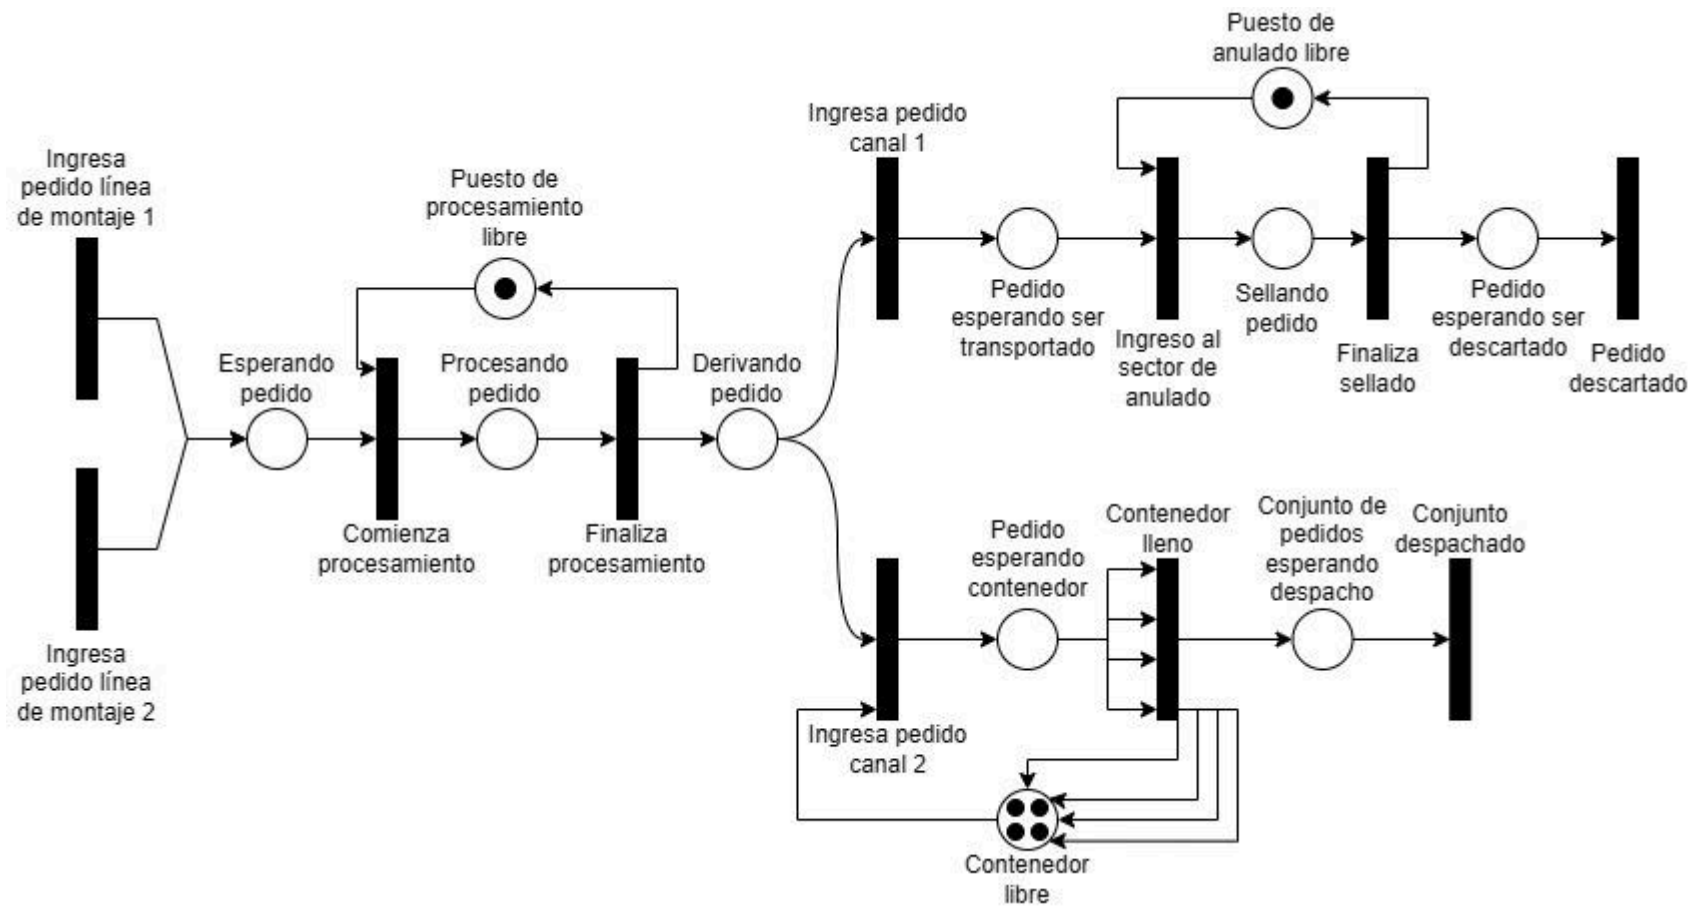 Puesto de
anulado libre
Ingresa pedido
canal 1
Ingresa
pedido línea
de montaje 1
Puesto de
procesamiento
libre
Pedido
esperando ser
transportado
Sellando
pedido
Pedido
esperando ser
descartado
Ingreso al
sector de
anulado
Finaliza
sellado
Pedido
descartado
Esperando
pedido
Procesando
pedido
Derivando
pedido
Comienza
procesamiento
Finaliza
procesamiento
Pedido
esperando
contenedor
Contenedor
lleno
Conjunto de
pedidos
esperando
despacho
Conjunto
despachado
Ingresa
pedido línea
de montaje 2
Ingresa pedido
canal 2
Contenedor
libre